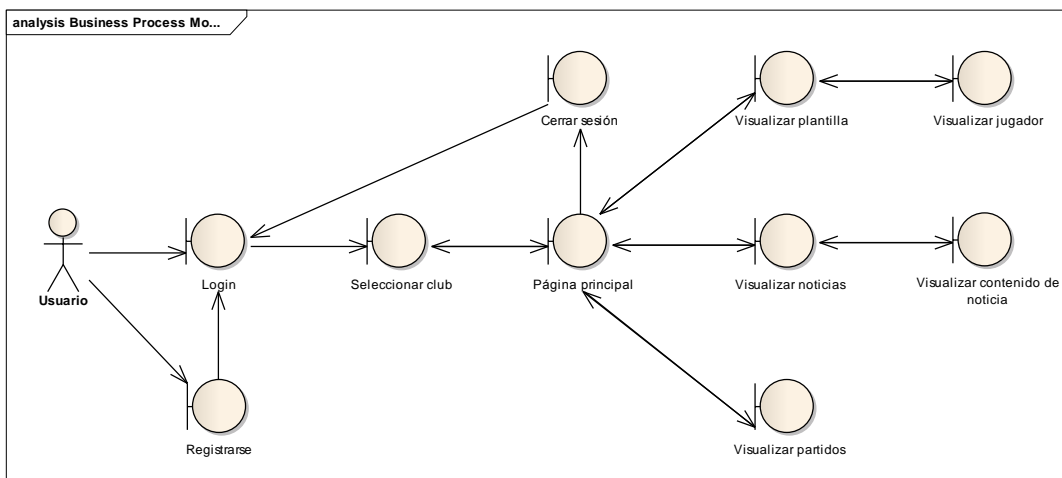 analysis Business Process Mo...
Cerrar sesión
Visualizar plantilla
Visualizar jugador
Usuario
Login
Seleccionar club
Página principal
Visualizar noticias
Visualizar contenido de
noticia
Registrarse
Visualizar partidos